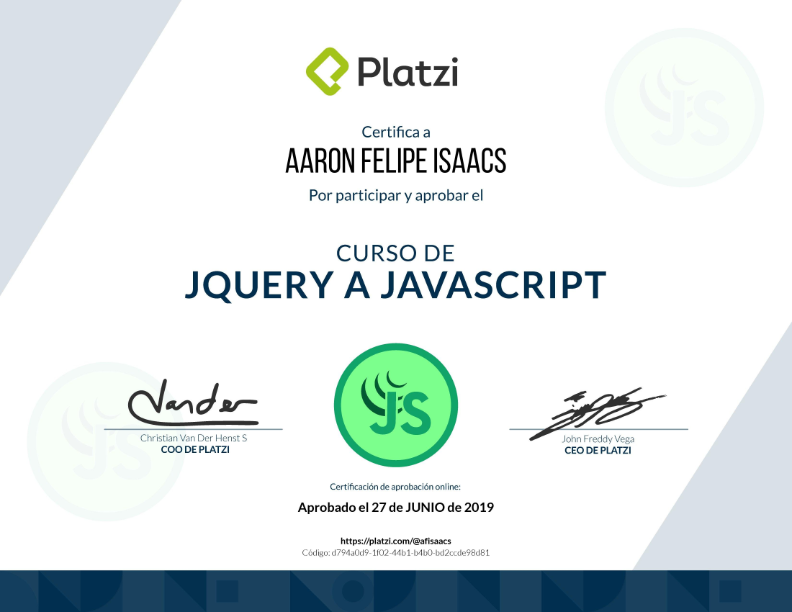 Platzi
Certifica a
AARON FELIPE ISAACS
Por participar y aprobar el
CURSO DE
JQUERY A JAVASCRIPT
JS
Christian Van Der Henst S
COO DE PLATZI
John Freddy Vega
CEO DE PLATZI
Certificación de aprobación online:
Aprobado el 27 de JUNIO de 2019
https://platzi.com/@afisaacs
Código: d794a0d9-1f02-44b1-b4b0-bd2ccde98d81